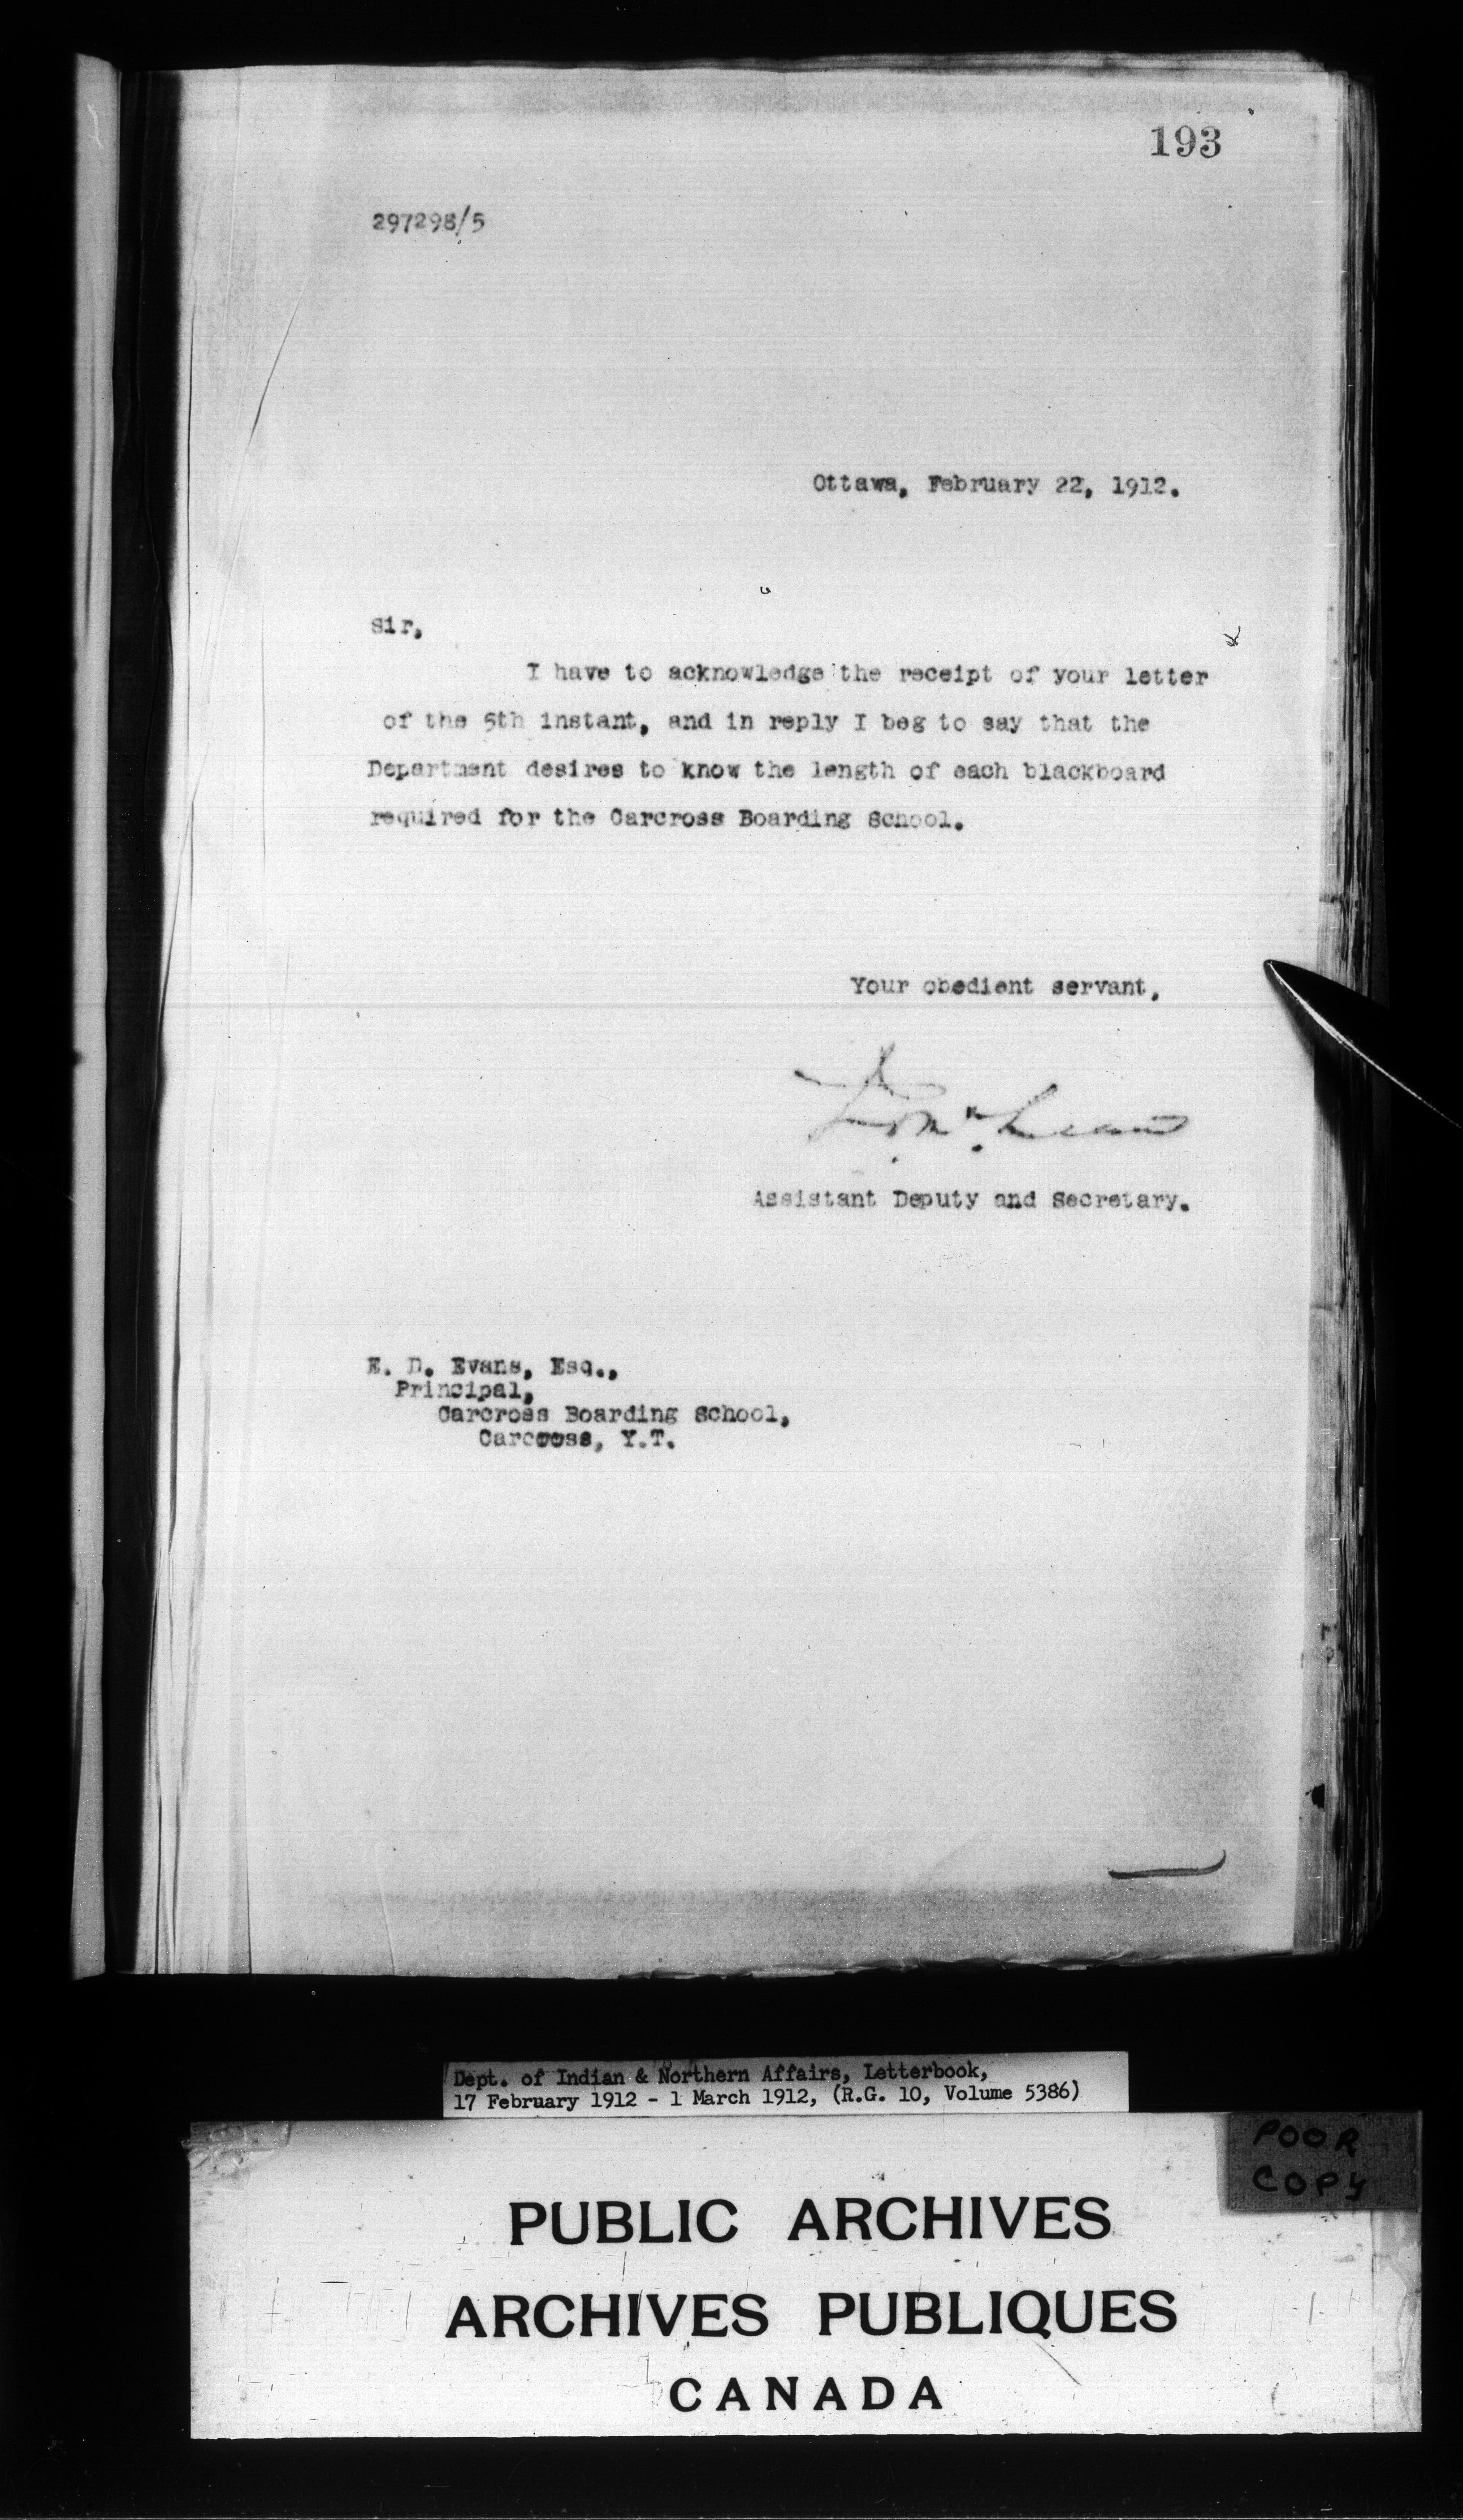 193
297298/5
Ottawa, February 22, 1912.
Sir,
I have to acknowledge the receipt of your letter
of the 5th instant, and in reply I beg to say that the
Department desires to know the length of each blackboard
required for the Carcross Boarding School.
Your obedient servant,
McLean
Assistant Deputy and Secretary.
E. D. Evans, Esq.,
Principal,
Carcross Boarding School,
Carcross, Y.T.
Dept. of Indian & Northern Affairs, Letterbook,
17 February 1912 - 1 March 1912, (R.G. 10, Volume 5386)
POOR
COPY
PUBLIC ARCHIVES
ARCHIVES PUBLIQUES
CANADA